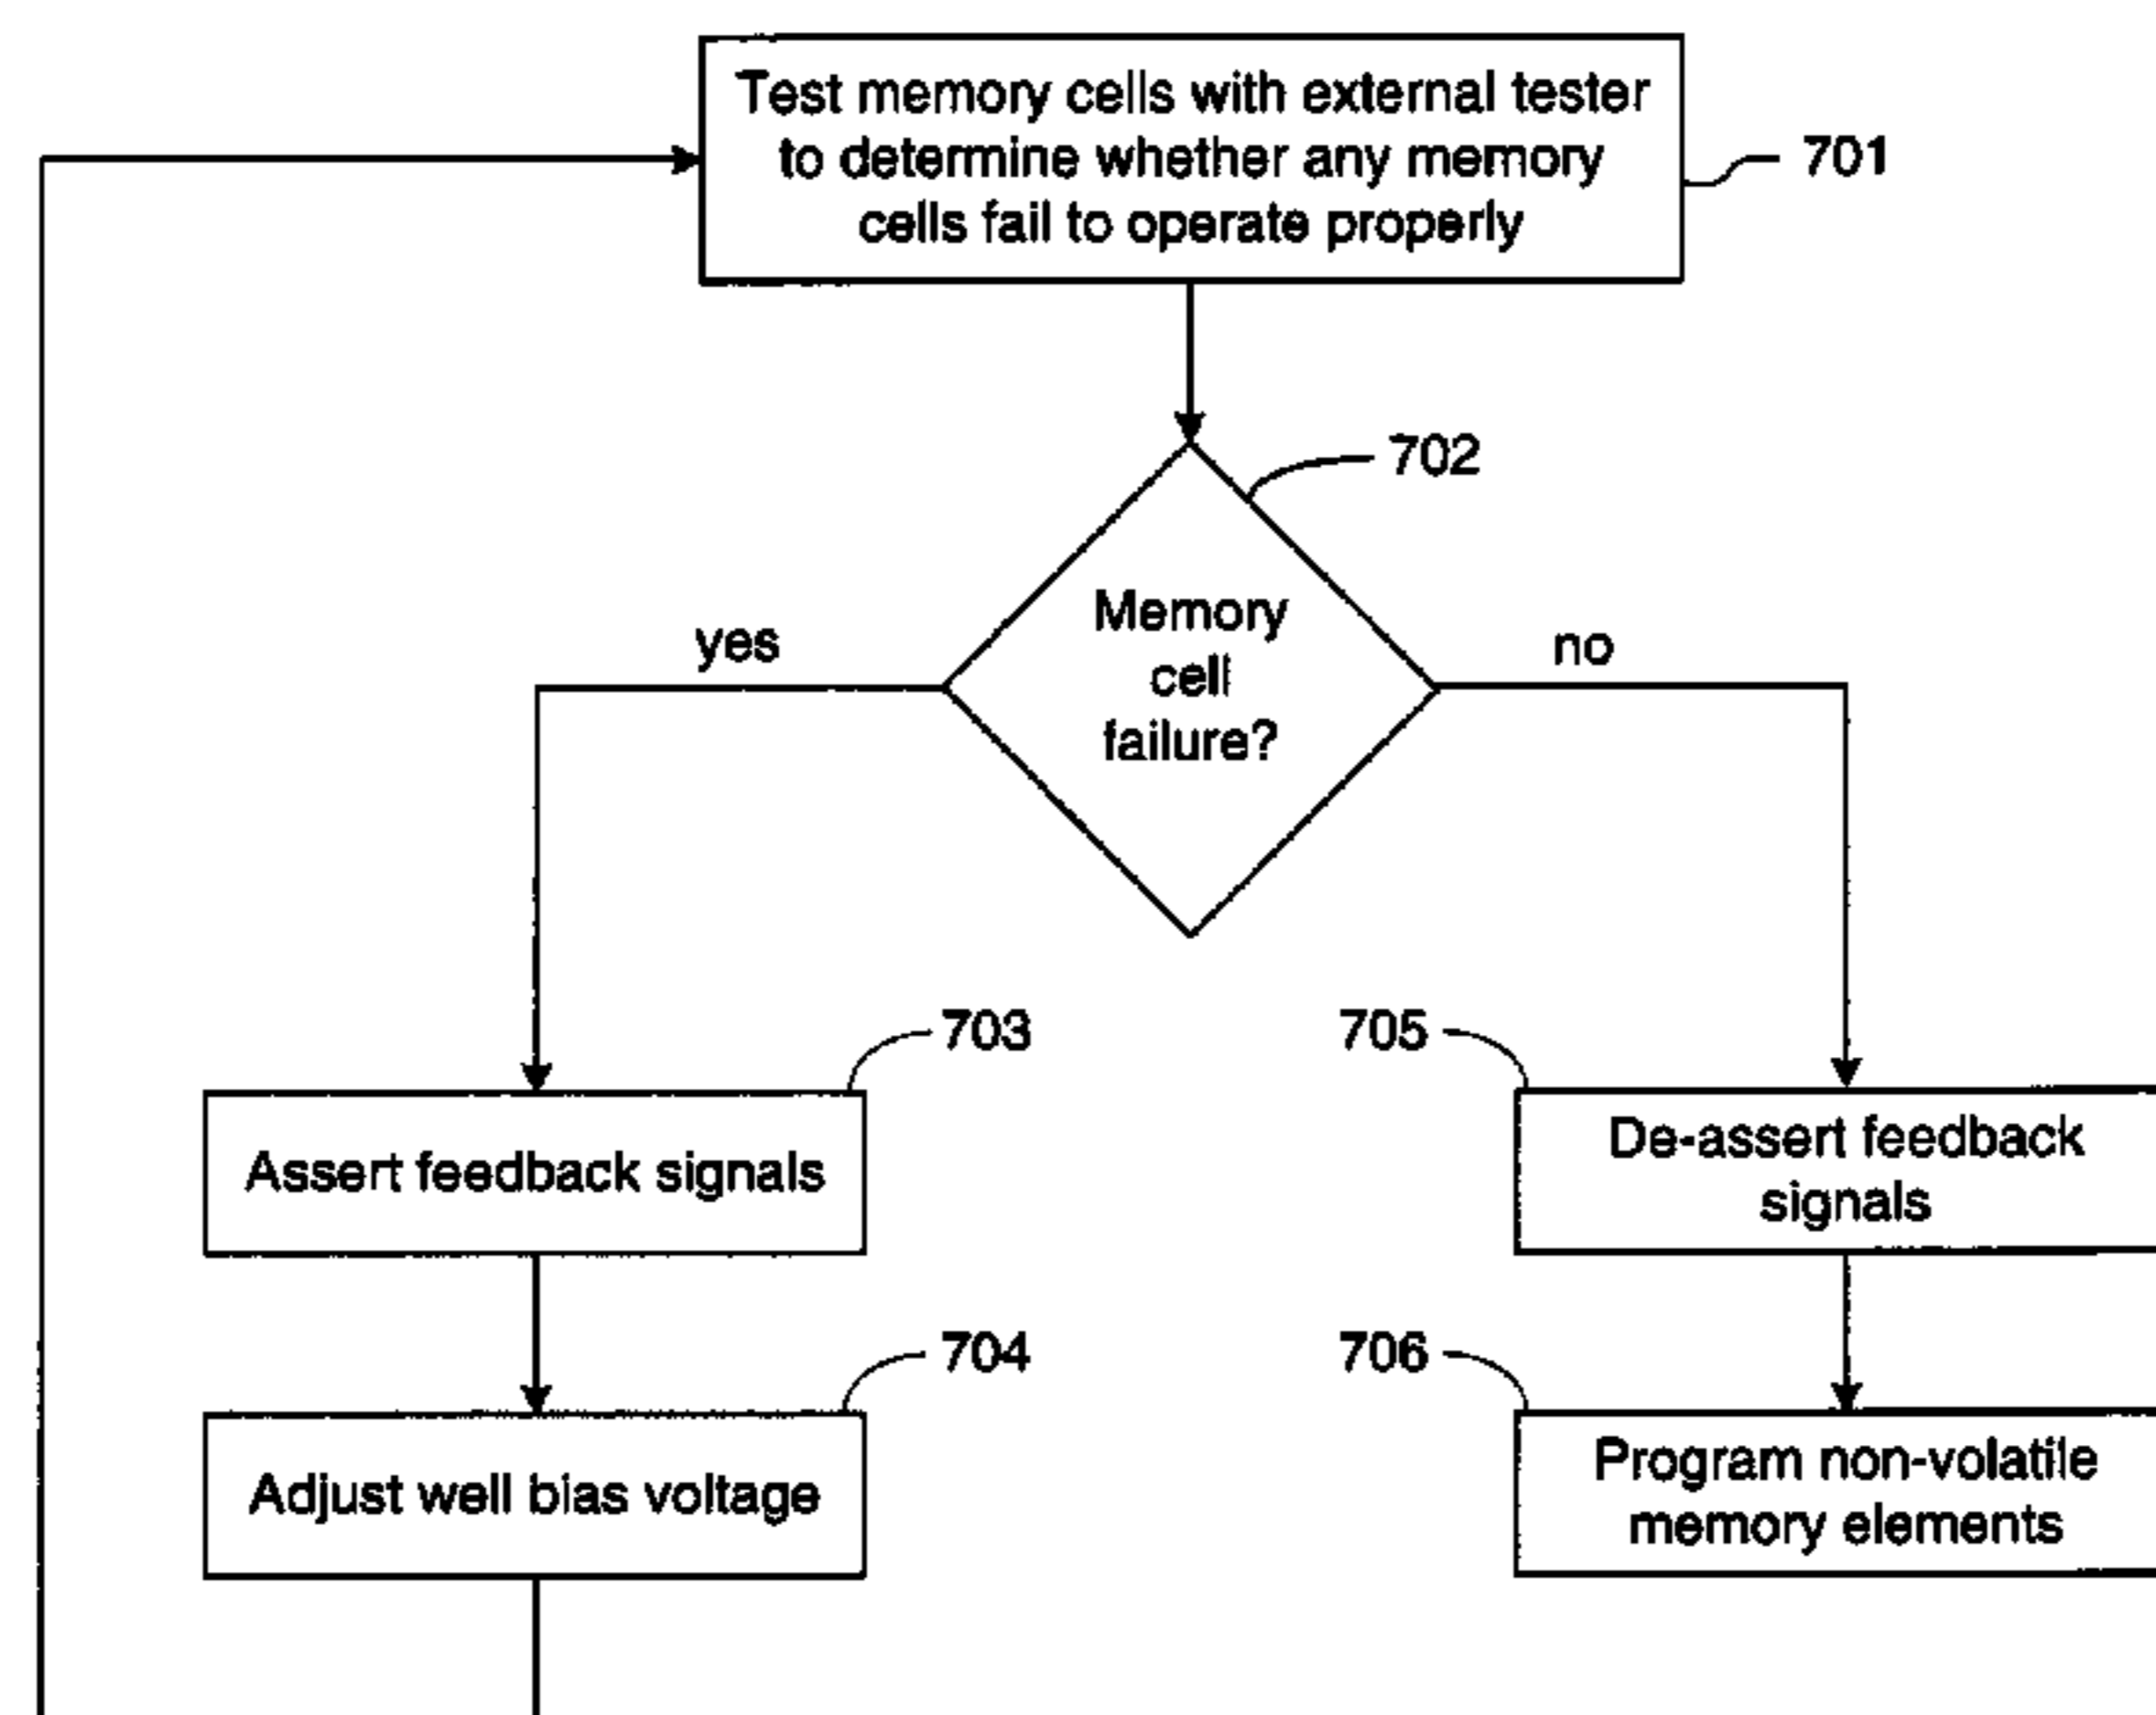 Test memory cells with external tester
to determine whether any memory
cells fail to operate properly
701
702
Memory
cell
failure?
yes
no
703
705
Assert feedback signals
De-assert feedback
signals
704
706
Adjust well bias voltage
Program non-volatile
memory elements